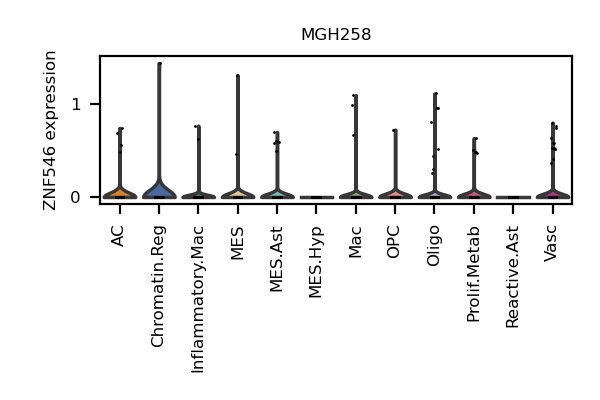 MGH258
ZNF546 expression
1
0
AC
Chromatin.Reg
Inflammatory.Mac
MES
MES.Ast
MES.Hyp
Mac
OPC
Oligo
Prolif.Metab
Reactive.Ast
Vasc